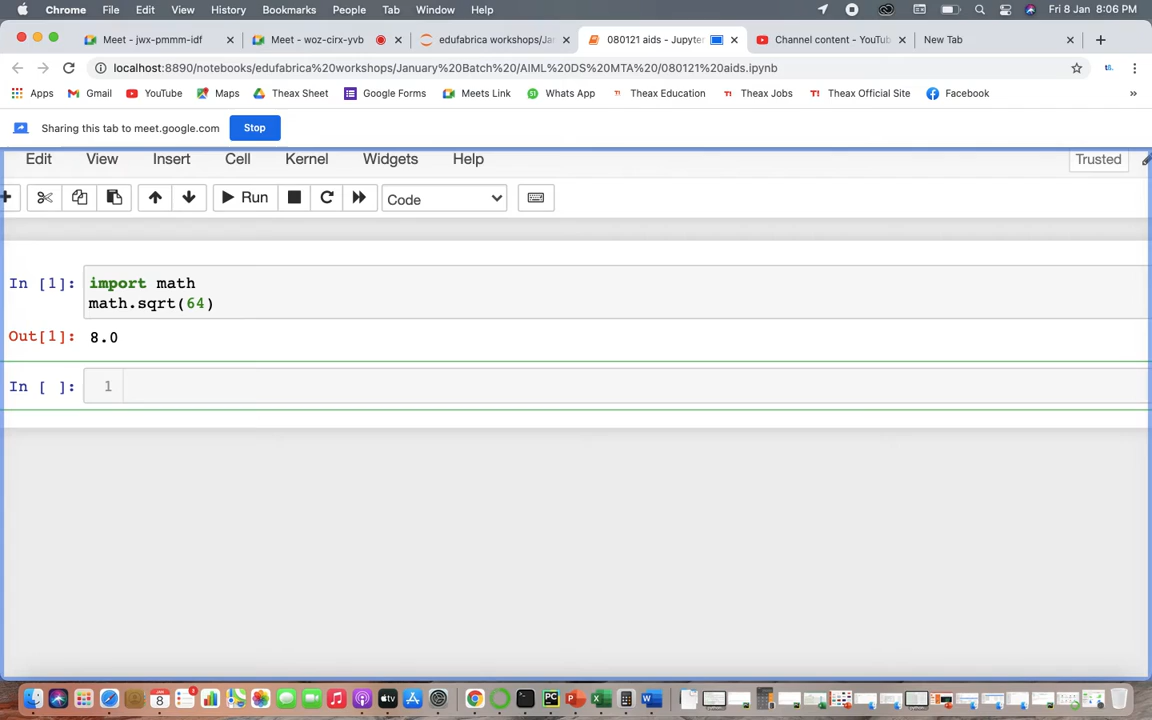 Chrome File Edit View History Bookmarks People Tab Window Help Fri 8 Jan 8:06 PM
Meet - jwx-pmmm-idf Meet - woz-cirx-yvb edufabrica workshops/Jan 080121 aids - Jupyter Channel content - YouTu New Tab
localhost:8890/notebooks/edufabrica%20workshops/January%20Batch%20/AIML%20DS%20MTA%20/080121%20aids.ipynb
Apps Gmail YouTube Maps Theax Sheet Google Forms Meets Link Whats App Theax Education Theax Jobs Theax Official Site Facebook »
Sharing this tab to meet.google.com Stop
Edit View Insert Cell Kernel Widgets Help Trusted
Run Code
In [1]: import math
math.sqrt(64)
Out[1]: 8.0
In [ ]: 1